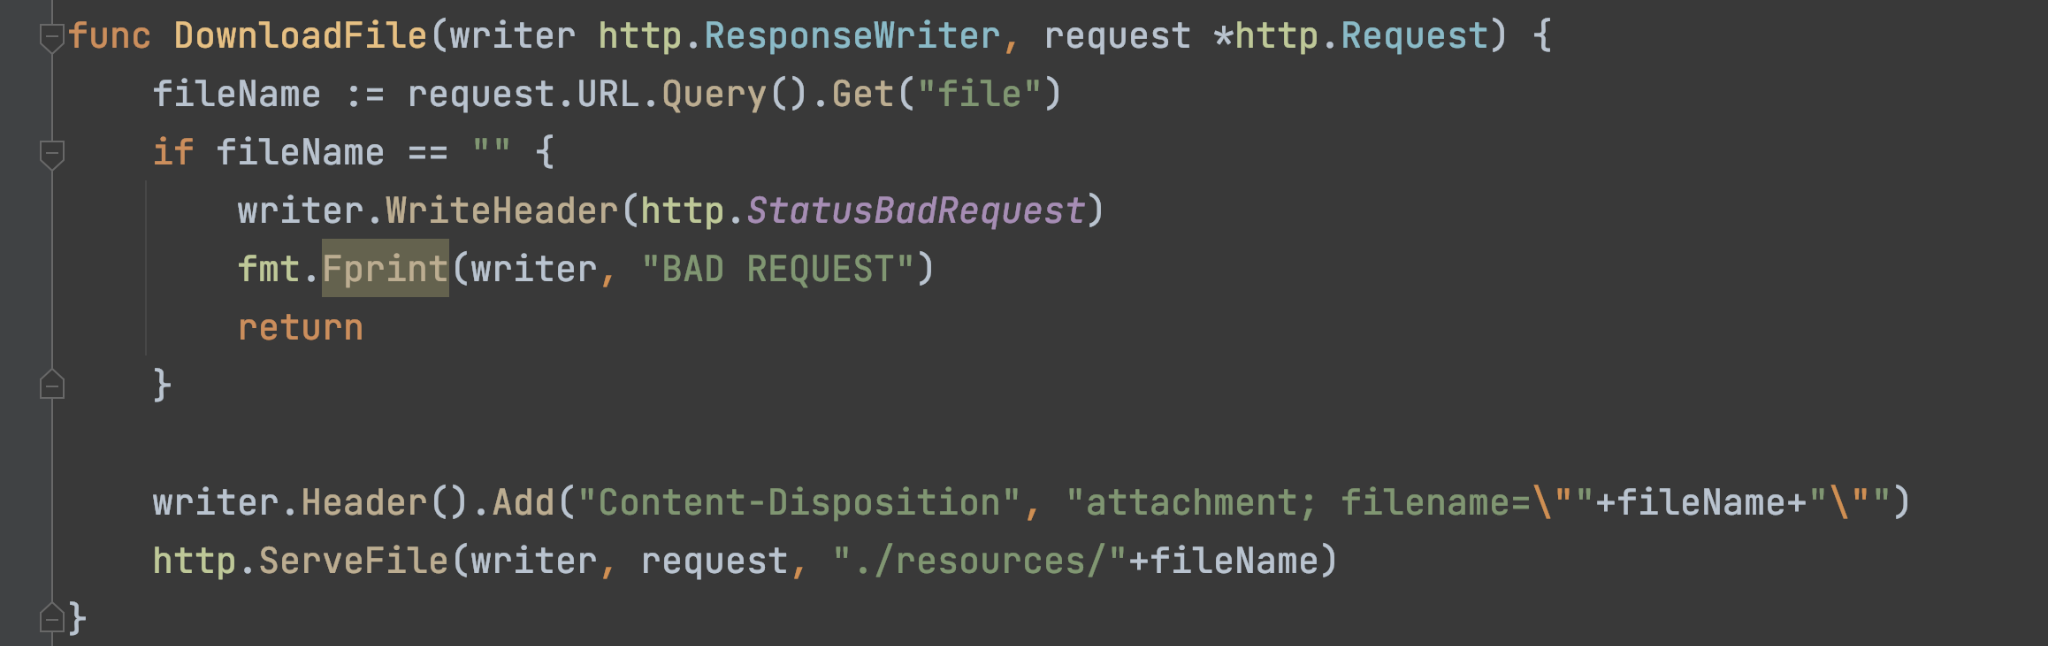 func DownloadFile(writer http.ResponseWriter, request *http.Request) {
    fileName := request.URL.Query().Get("file")
    if fileName == "" {
        writer.WriteHeader(http.StatusBadRequest)
        fmt.Fprint(writer, "BAD REQUEST")
        return
    }

    writer.Header().Add("Content-Disposition", "attachment; filename=\""+fileName+"\"")
    http.ServeFile(writer, request, "./resources/"+fileName)
}